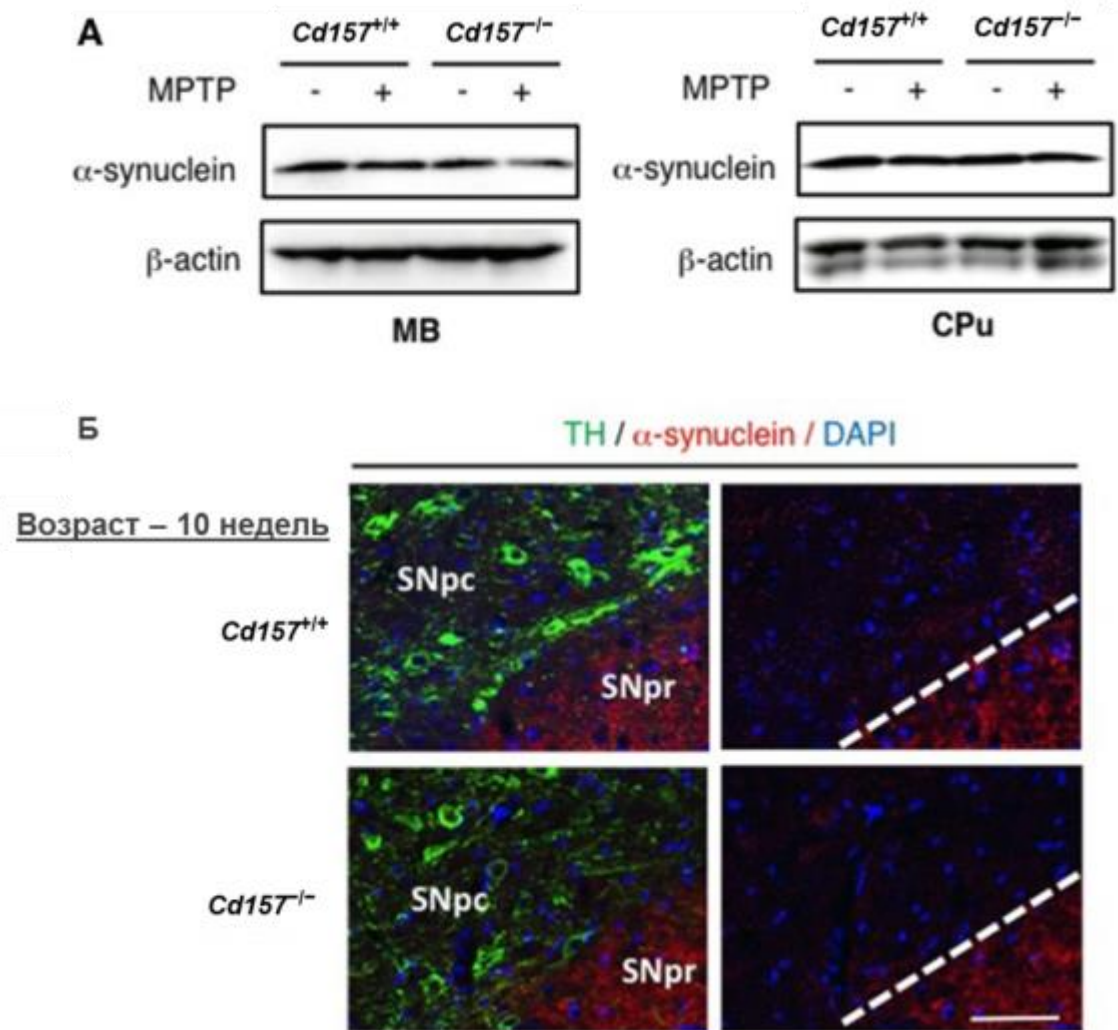 А
Cd157+/+ Cd157−/−
MPTP - + - +
α-synuclein
β-actin
MB
Cd157+/+ Cd157−/−
MPTP - + - +
α-synuclein
β-actin
CPu
Б
TH / α-synuclein / DAPI
Возраст – 10 недель
Cd157+/+
SNpc
SNpr
Cd157−/−
SNpc
SNpr